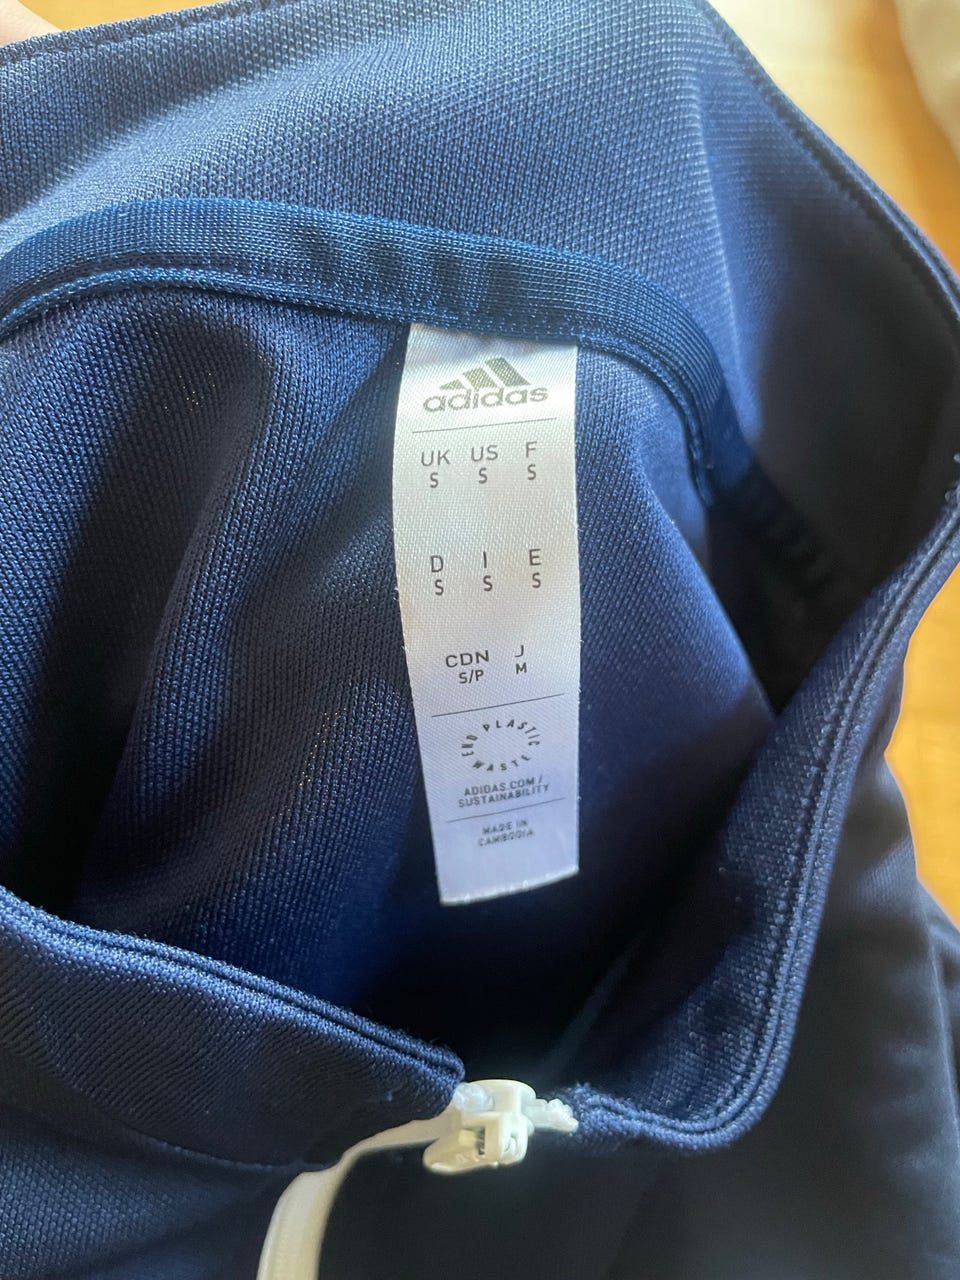 adidas
UK US F
S S S
D I E
S S S
CDN J
S/P M
END PLASTIC WASTE
ADIDAS.COM/
SUSTAINABILITY
MADE IN
CAMBODIA